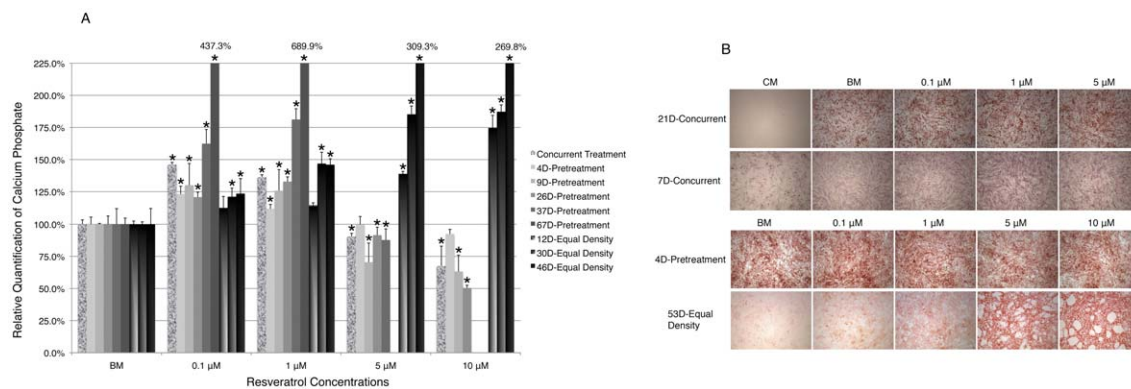 A
437.3%
689.9%
309.3%
269.8%
Relative Quantification of Calcium Phosphate
225.0%
200.0%
175.0%
150.0%
125.0%
100.0%
75.0%
50.0%
25.0%
0.0%
* * * * * *
* * *
* * * * * *
* * *
* * * *
* * *
* * *
* * *
BM
0.1 µM
1 µM
5 µM
10 µM
Resveratrol Concentrations
Concurrent Treatment
4D-Pretreatment
9D-Pretreatment
26D-Pretreatment
37D-Pretreatment
67D-Pretreatment
12D-Equal Density
30D-Equal Density
46D-Equal Density
B
CM
BM
0.1 µM
1 µM
5 µM
21D-Concurrent
7D-Concurrent
BM
0.1 µM
1 µM
5 µM
10 µM
4D-Pretreatment
53D-Equal
Density